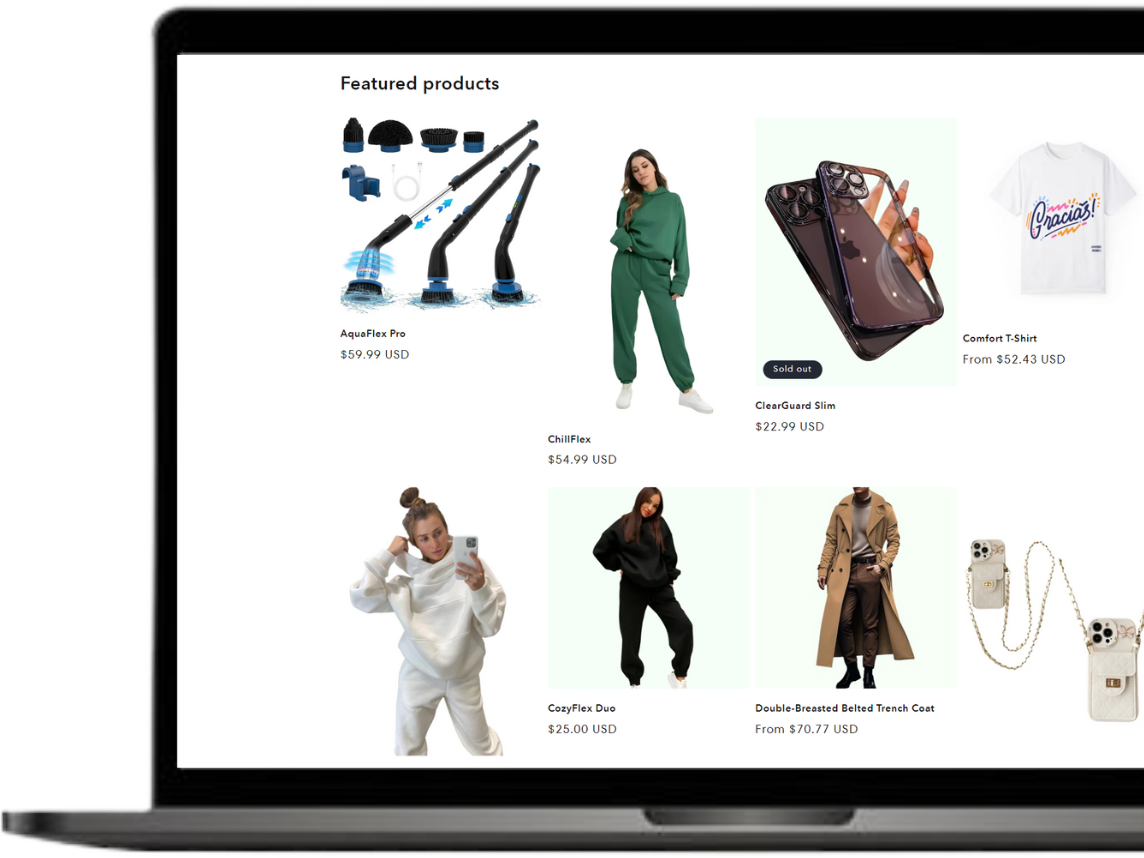 Featured products
Gracias!
AquaFlex Pro
$59.99 USD
Comfort T-Shirt
From $52.43 USD
Sold out
ClearGuard Slim
$22.99 USD
ChillFlex
$54.99 USD
CozyFlex Duo
$25.00 USD
Double-Breasted Belted Trench Coat
From $70.77 USD